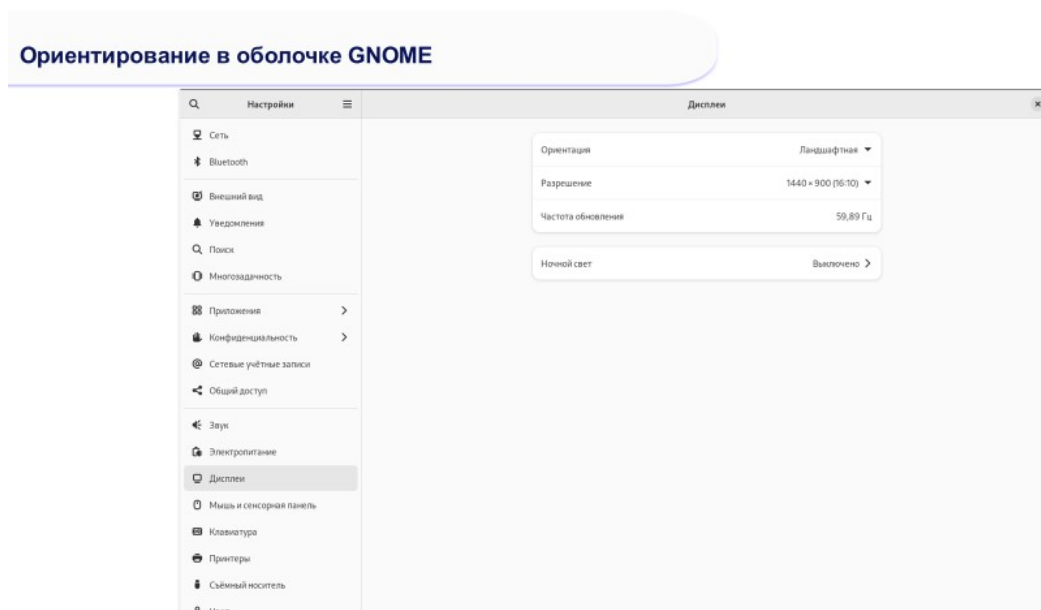 Ориентирование в оболочке GNOME
Настройки
Дисплеи
Сеть
Bluetooth
Внешний вид
Уведомления
Поиск
Многозадачность
Приложения
Конфиденциальность
Сетевые учётные записи
Общий доступ
Звук
Электропитание
Дисплеи
Мышь и сенсорная панель
Клавиатура
Принтеры
Съёмный носитель
Ориентация Ландшафтная
Разрешение 1440 × 900 (16:10)
Частота обновления 59,89 Гц
Ночной свет Выключено